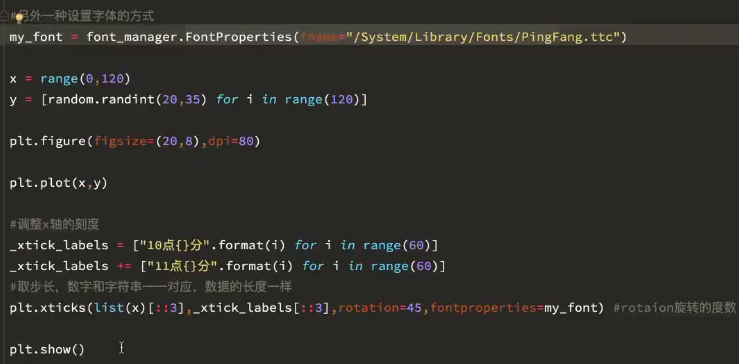 #另外一种设置字体的方式
my_font = font_manager.FontProperties(fname="/System/Library/Fonts/PingFang.ttc")
x = range(0,120)
y = [random.randint(20,35) for i in range(120)]
plt.figure(figsize=(20,8),dpi=80)
plt.plot(x,y)
#调整x轴的刻度
_xtick_labels = ["10点{}分".format(i) for i in range(60)]
_xtick_labels += ["11点{}分".format(i) for i in range(60)]
#取步长，数字和字符串一一对应，数据的长度一样
plt.xticks(list(x)[::3],_xtick_labels[::3],rotation=45,fontproperties=my_font) #rotaion旋转的度数
plt.show()